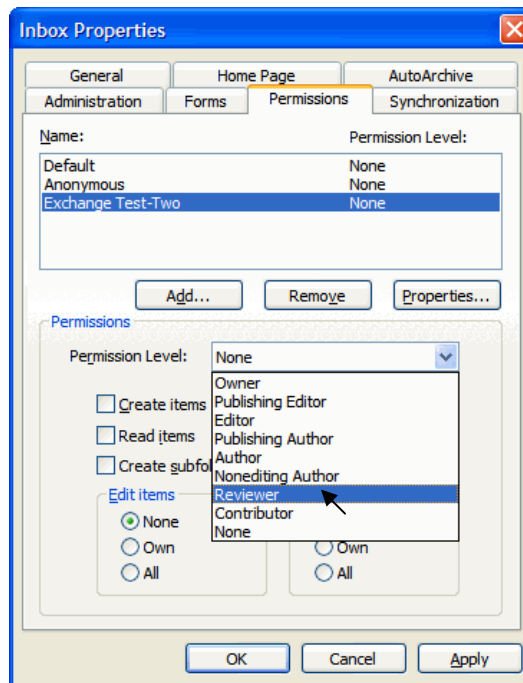 Inbox Properties
General Home Page AutoArchive
Administration Forms Permissions Synchronization
Name: Permission Level:
Default None
Anonymous None
Exchange Test-Two None
Add... Remove Properties...
Permissions
Permission Level: None
Owner
Create items Publishing Editor
Editor
Read items Publishing Author
Author
Create subfol Nonediting Author
Edit items Reviewer
None Contributor
None
Own Own
All All
OK Cancel Apply